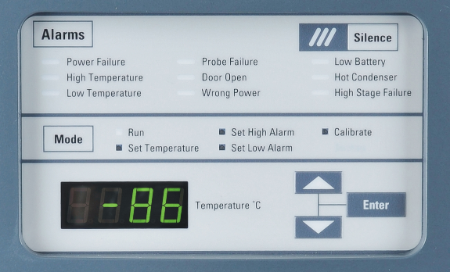 Alarms
Silence
Power Failure Probe Failure Low Battery
High Temperature Door Open Hot Condenser
Low Temperature Wrong Power High Stage Failure
Mode
Run Set High Alarm Calibrate
Set Temperature Set Low Alarm
-86 Temperature °C
Enter